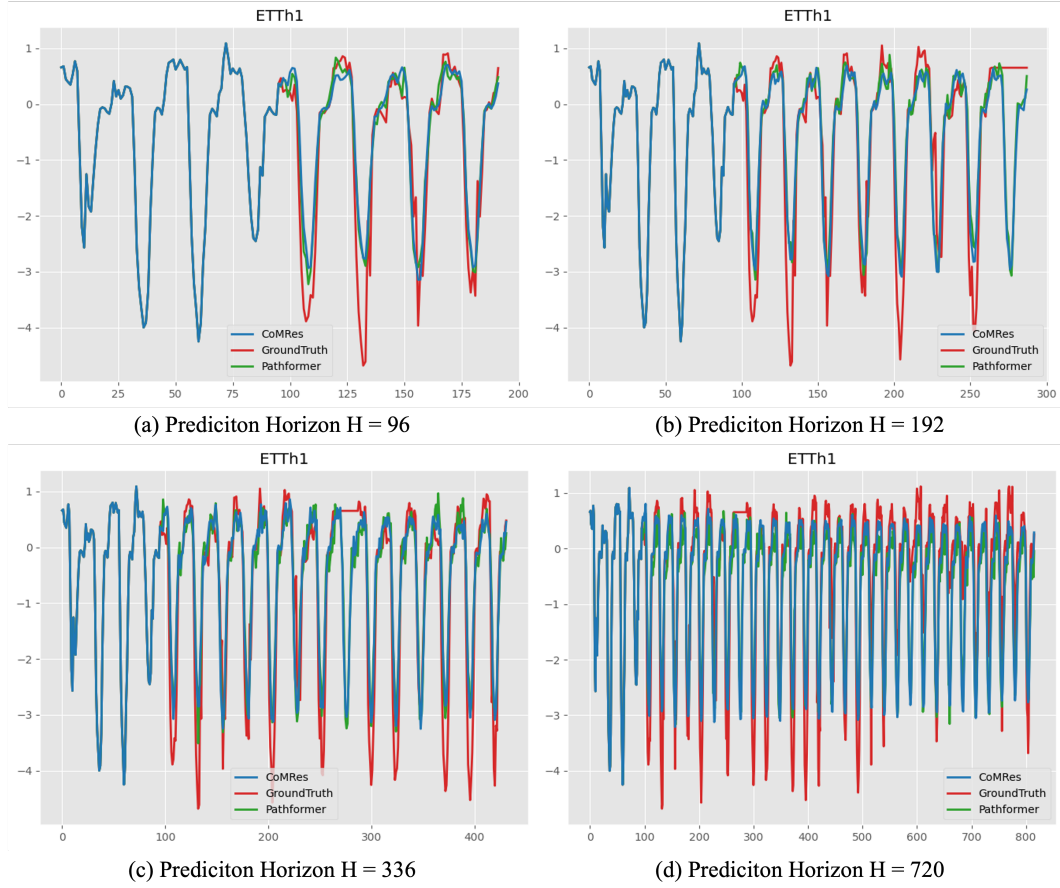 ETTh1
1
0
−1
−2
−3
−4
0 25 50 75 100 125 150 175 200
CoMRes
GroundTruth
Pathformer
(a) Prediciton Horizon H = 96
ETTh1
1
0
−1
−2
−3
−4
0 50 100 150 200 250 300
CoMRes
GroundTruth
Pathformer
(b) Prediciton Horizon H = 192
ETTh1
1
0
−1
−2
−3
−4
0 100 200 300 400
CoMRes
GroundTruth
Pathformer
(c) Prediciton Horizon H = 336
ETTh1
1
0
−1
−2
−3
−4
0 100 200 300 400 500 600 700 800
CoMRes
GroundTruth
Pathformer
(d) Prediciton Horizon H = 720